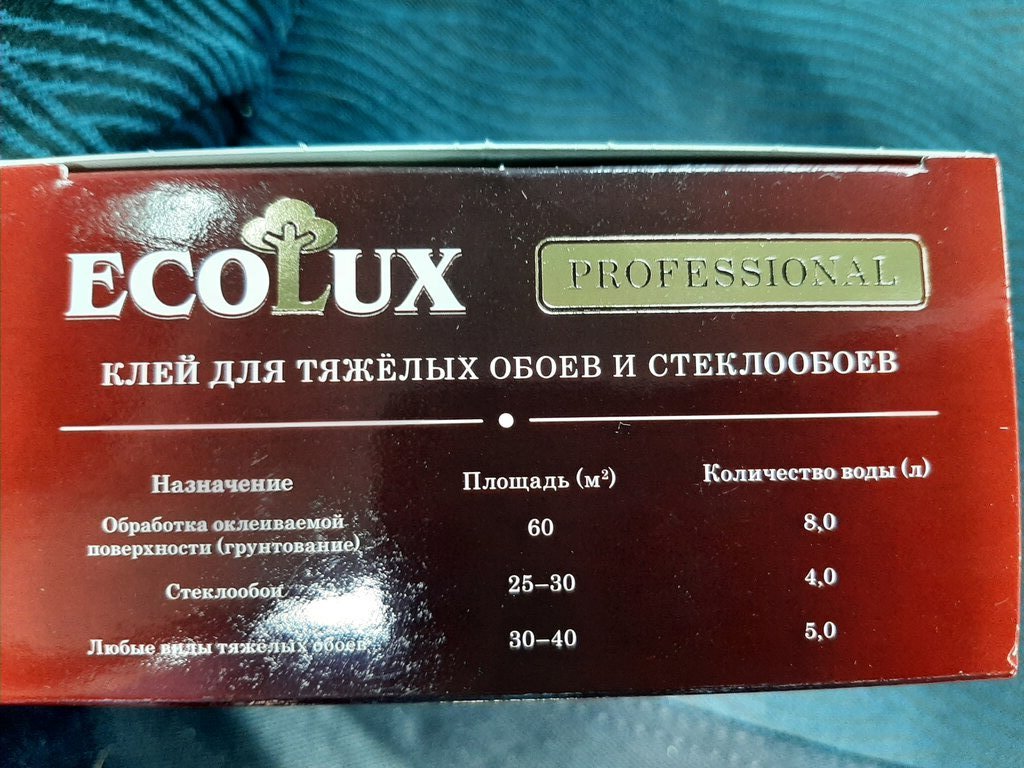 ECOLUX
PROFESSIONAL
КЛЕЙ ДЛЯ ТЯЖЁЛЫХ ОБОЕВ И СТЕКЛООБОЕВ
Назначение Площадь (м²) Количество воды (л)
Обработка оклеиваемой
поверхности (грунтование) 60 8,0
Стеклообои 25–30 4,0
Любые виды тяжелых обоев 30–40 5,0